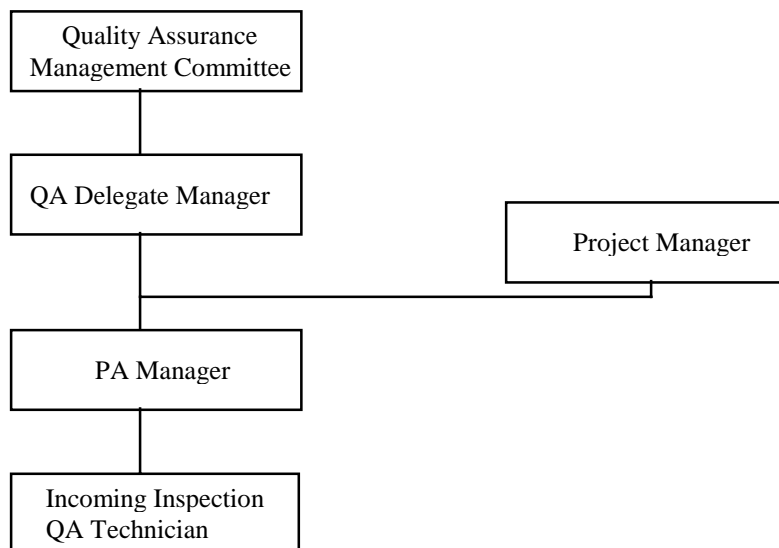 Quality Assurance
Management Committee
QA Delegate Manager
Project Manager
PA Manager
Incoming Inspection
QA Technician